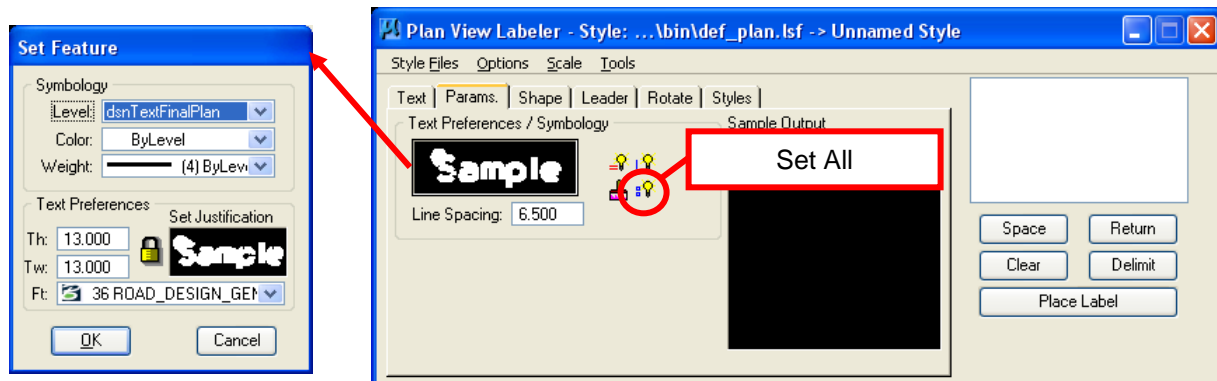 Set Feature
Symbology
Level: dsnTextFinalPlan
Color: ByLevel
Weight: (4) ByLev
Text Preferences
Set Justification
Th: 13.000
Sample
Tw: 13.000
Ft: 36 ROAD_DESIGN_GEN
OK Cancel
Plan View Labeler - Style: ...\bin\def_plan.lsf -> Unnamed Style
Style Files Options Scale Tools
Text Params. Shape Leader Rotate Styles
Text Preferences / Symbology Sample Output
Sample
Set All
Line Spacing: 6.500
Space Return
Clear Delimit
Place Label